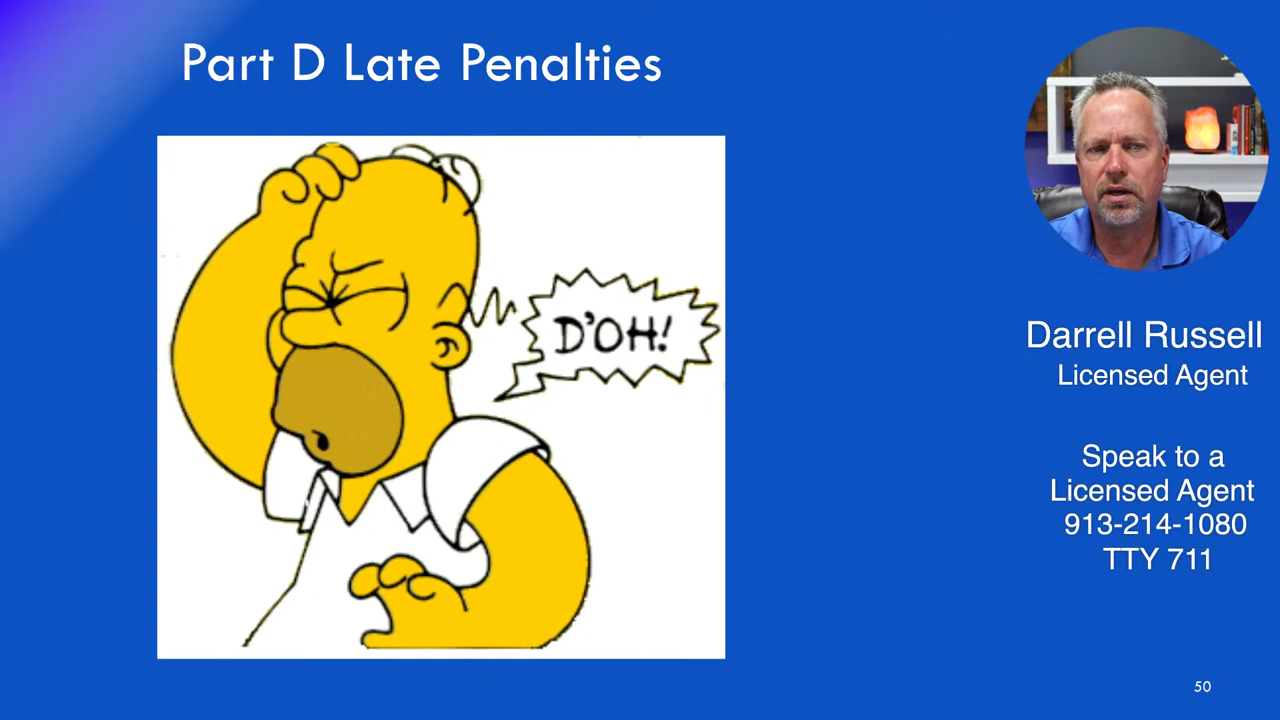 Part D Late Penalties
D'OH!
Darrell Russell
Licensed Agent
Speak to a
Licensed Agent
913-214-1080
TTY 711
50